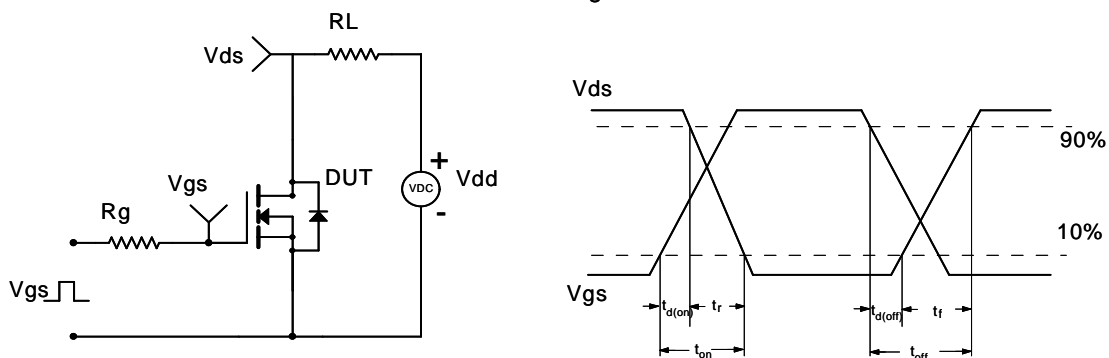 RL
Vds
Vgs
DUT
Rg
VDC
+
-
Vdd
Vgs
Vds
90%
10%
Vgs
td(on)
tr
ton
td(off)
tf
toff